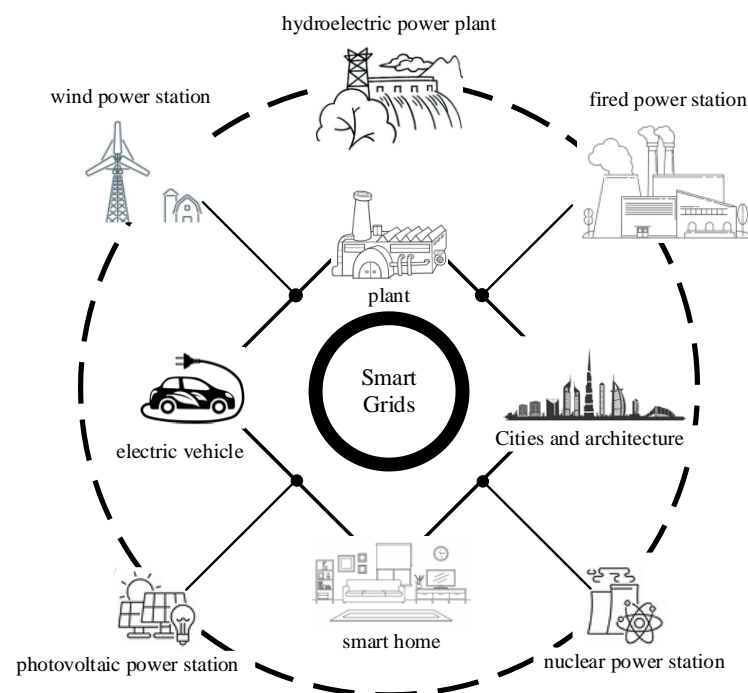 hydroelectric power plant
wind power station
fired power station
plant
Smart
Grids
electric vehicle
Cities and architecture
smart home
photovoltaic power station
nuclear power station